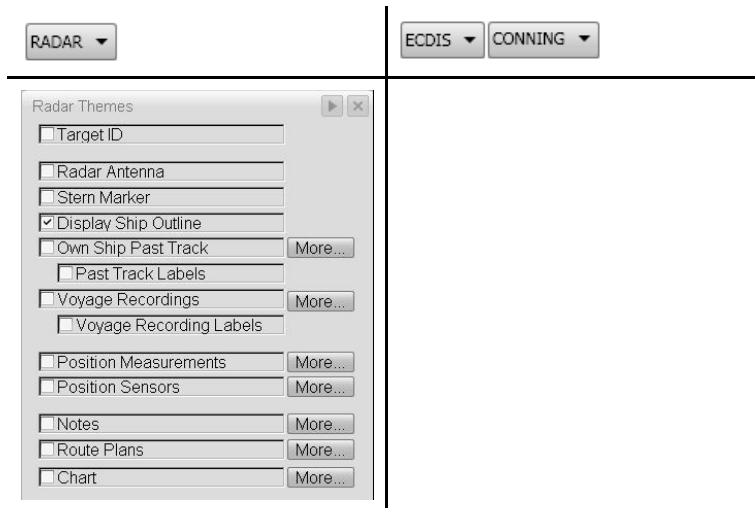 RADAR
ECDIS CONNING
Radar Themes
Target ID
Radar Antenna
Stern Marker
Display Ship Outline
Own Ship Past Track More...
Past Track Labels
Voyage Recordings More...
Voyage Recording Labels
Position Measurements More...
Position Sensors More...
Notes More...
Route Plans More...
Chart More...